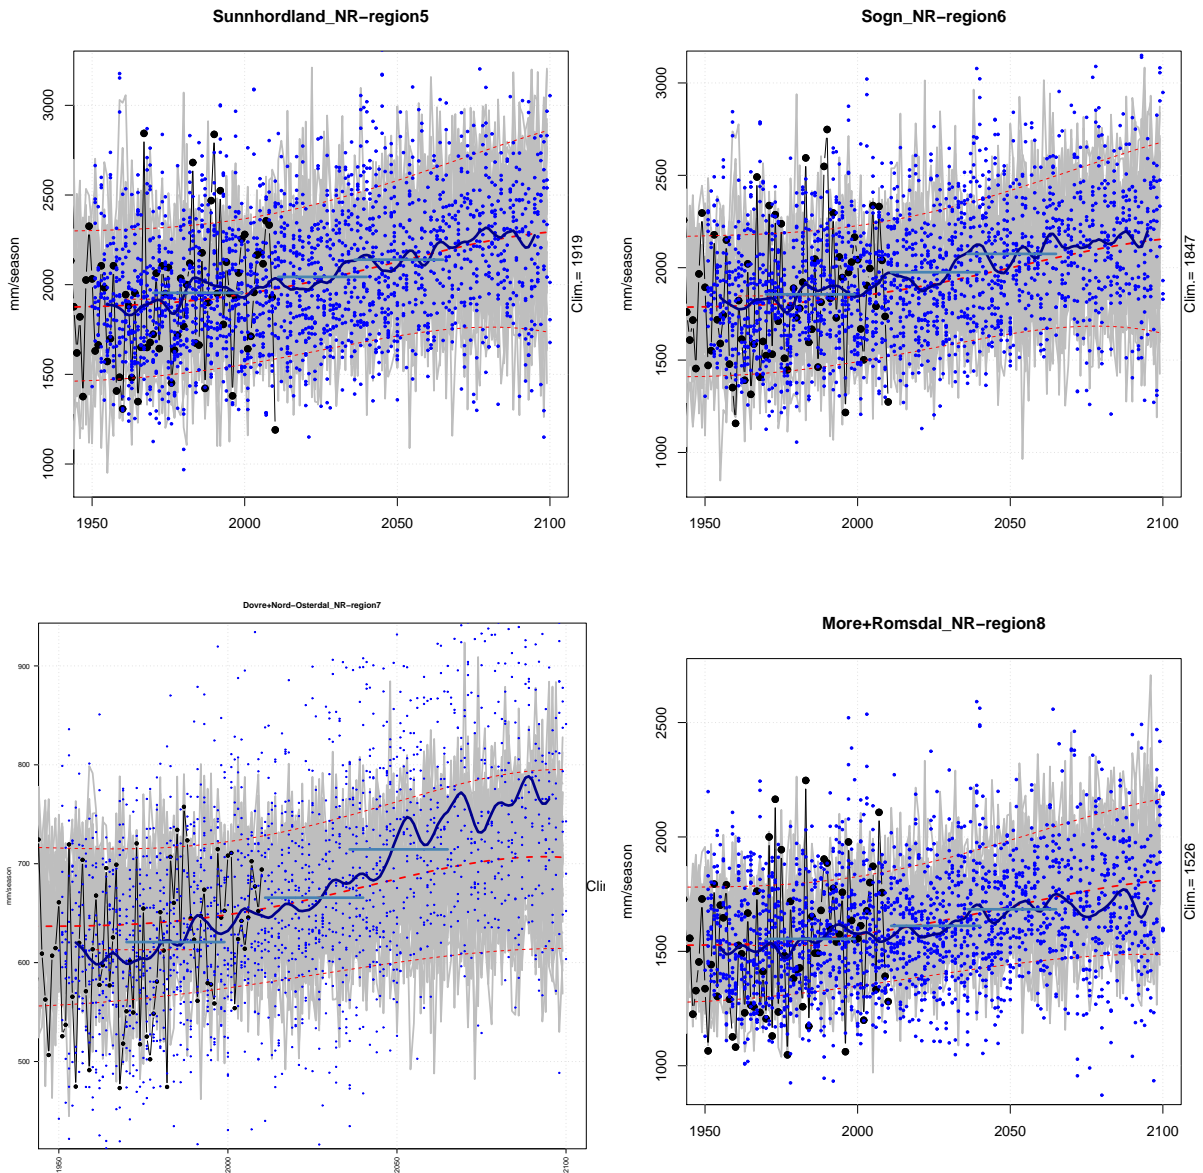 Sunnhordland_NR−region5
mm/season
1000
1500
2000
2500
3000
1950
2000
2050
2100
Clim.= 1919
Sogn_NR−region6
mm/season
1000
1500
2000
2500
3000
1950
2000
2050
2100
Clim.= 1847
Dovre+Nord−Osterdal_NR−region7
mm/season
500
600
700
800
900
1950
2000
2050
2100
Cli
More+Romsdal_NR−region8
mm/season
1000
1500
2000
2500
1950
2000
2050
2100
Clim.= 1526